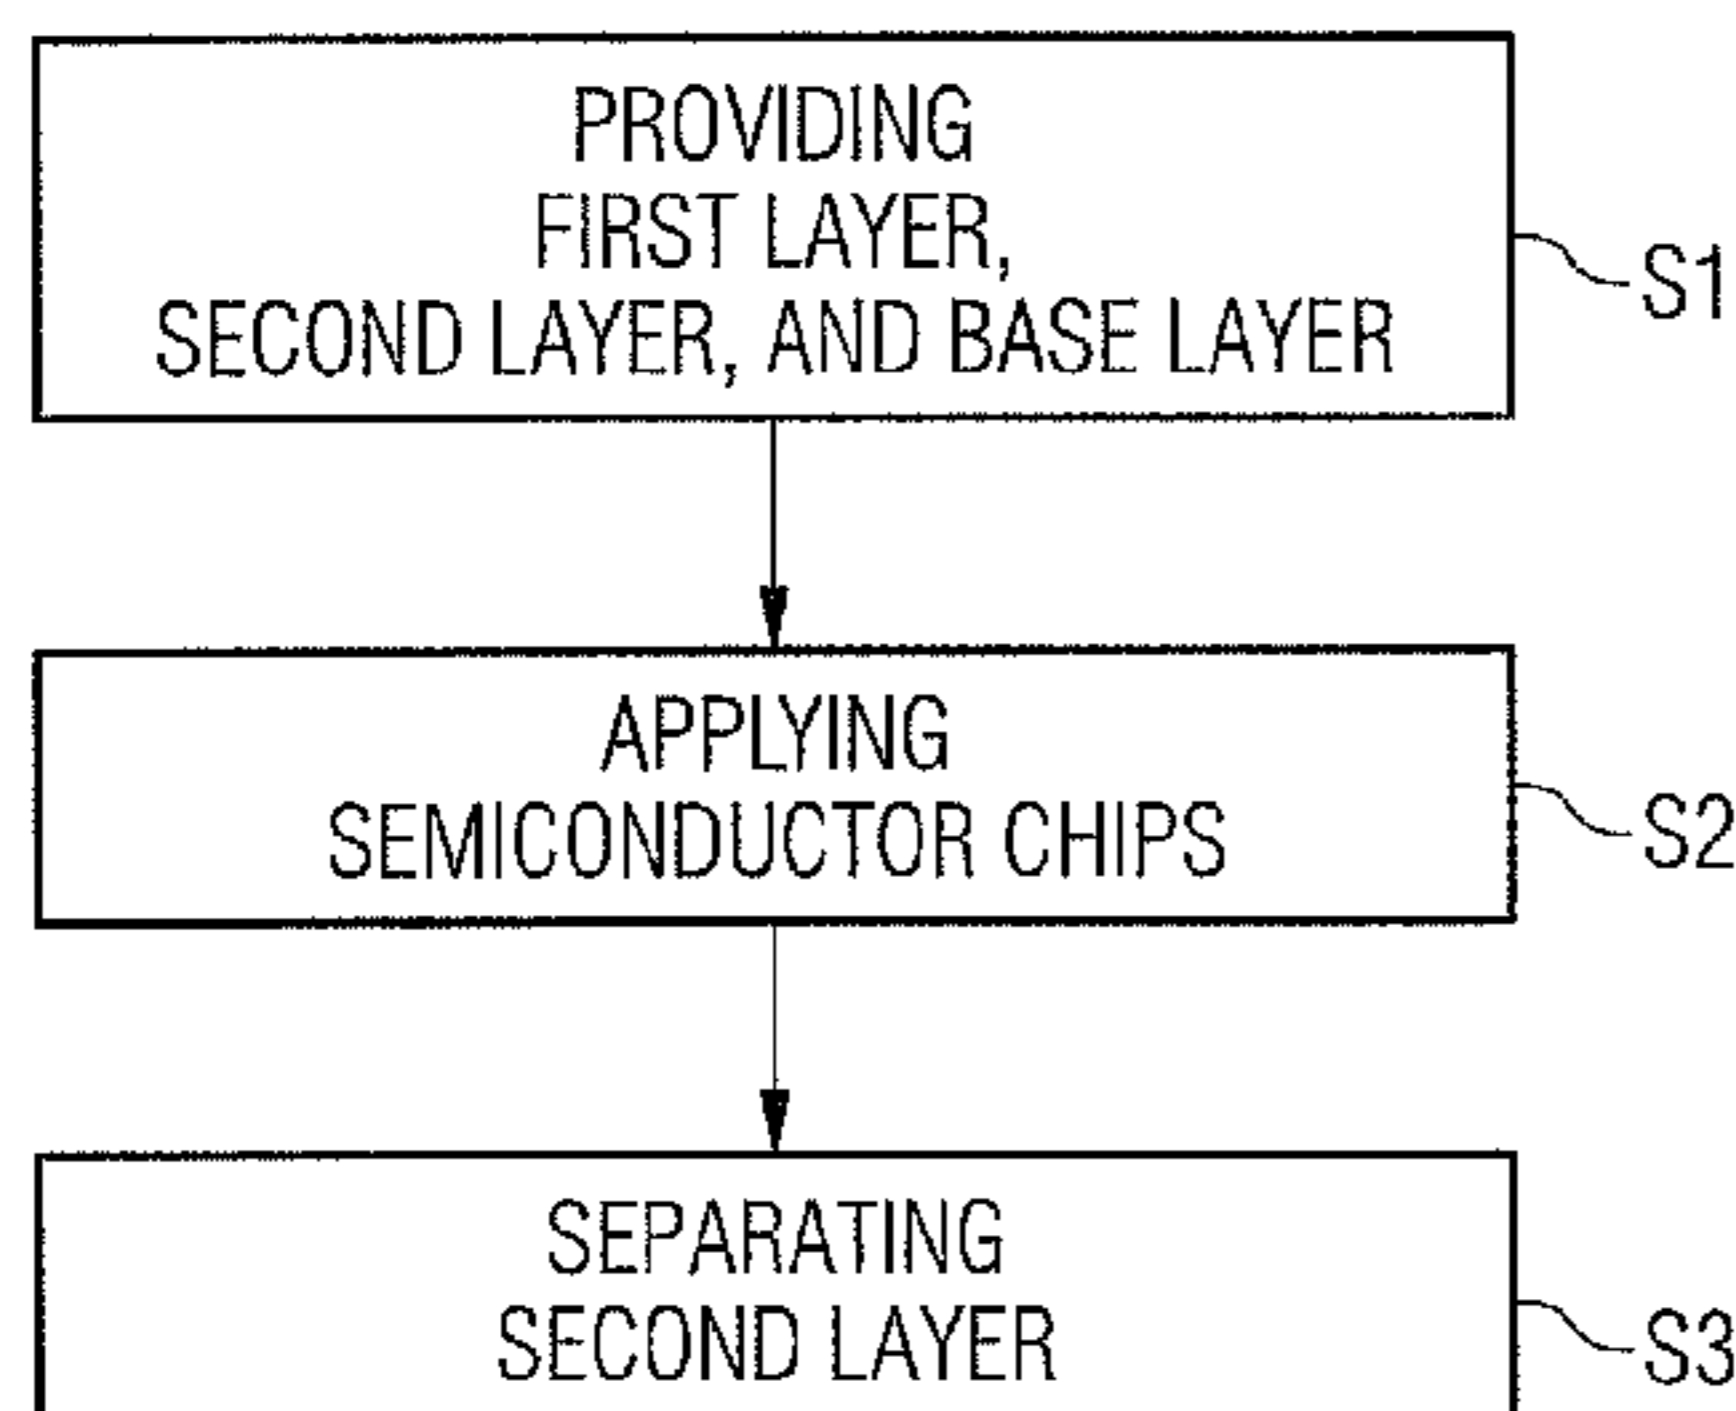 PROVIDING
FIRST LAYER,
SECOND LAYER, AND BASE LAYER
S1
APPLYING
SEMICONDUCTOR CHIPS
S2
SEPARATING
SECOND LAYER
S3